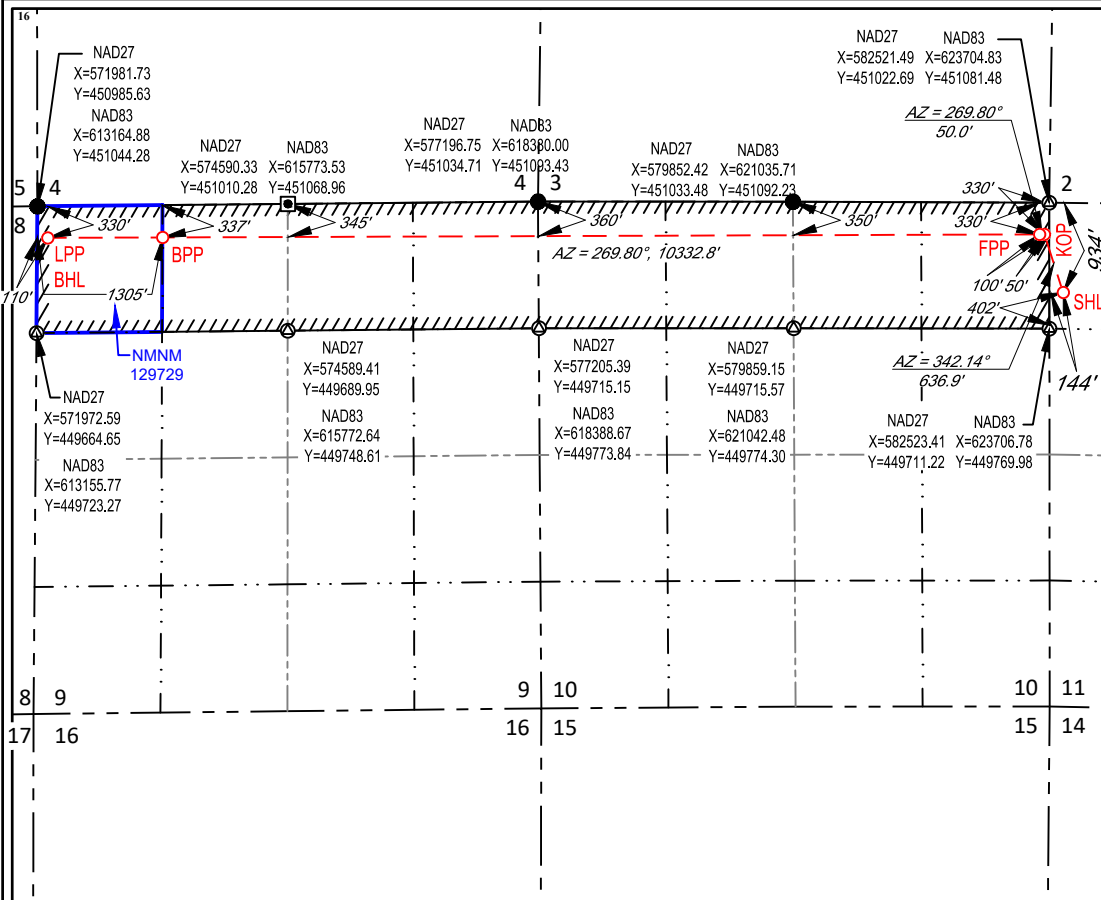 16
NAD27
X=571981.73
Y=450985.63
NAD83
X=613164.88
Y=451044.28
NAD27
X=574590.33
Y=451010.28
NAD83
X=615773.53
Y=451068.96
NAD27
X=577196.75
Y=451034.71
NAD83
X=618380.00
Y=451093.43
NAD27
X=579852.42
Y=451033.48
NAD83
X=621035.71
Y=451092.23
NAD27
X=582521.49
Y=451022.69
NAD83
X=623704.83
Y=451081.48
AZ = 269.80°
50.0'
5 4
8
4 3
2
330'
337'
345'
360'
350'
330'
330'
LPP
BHL
BPP
AZ = 269.80°, 10332.8'
FPP
KOP
934'
110'
1305'
100' 50'
402'
SHL
NMNM
129729
AZ = 342.14°
636.9'
144'
NAD27
X=571972.59
Y=449664.65
NAD83
X=613155.77
Y=449723.27
NAD27
X=574589.41
Y=449689.95
NAD83
X=615772.64
Y=449748.61
NAD27
X=577205.39
Y=449715.15
NAD83
X=618388.67
Y=449773.84
NAD27
X=579859.15
Y=449715.57
NAD83
X=621042.48
Y=449774.30
NAD27
X=582523.41
Y=449711.22
NAD83
X=623706.78
Y=449769.98
8 9
17 16
9 10
16 15
10 11
15 14